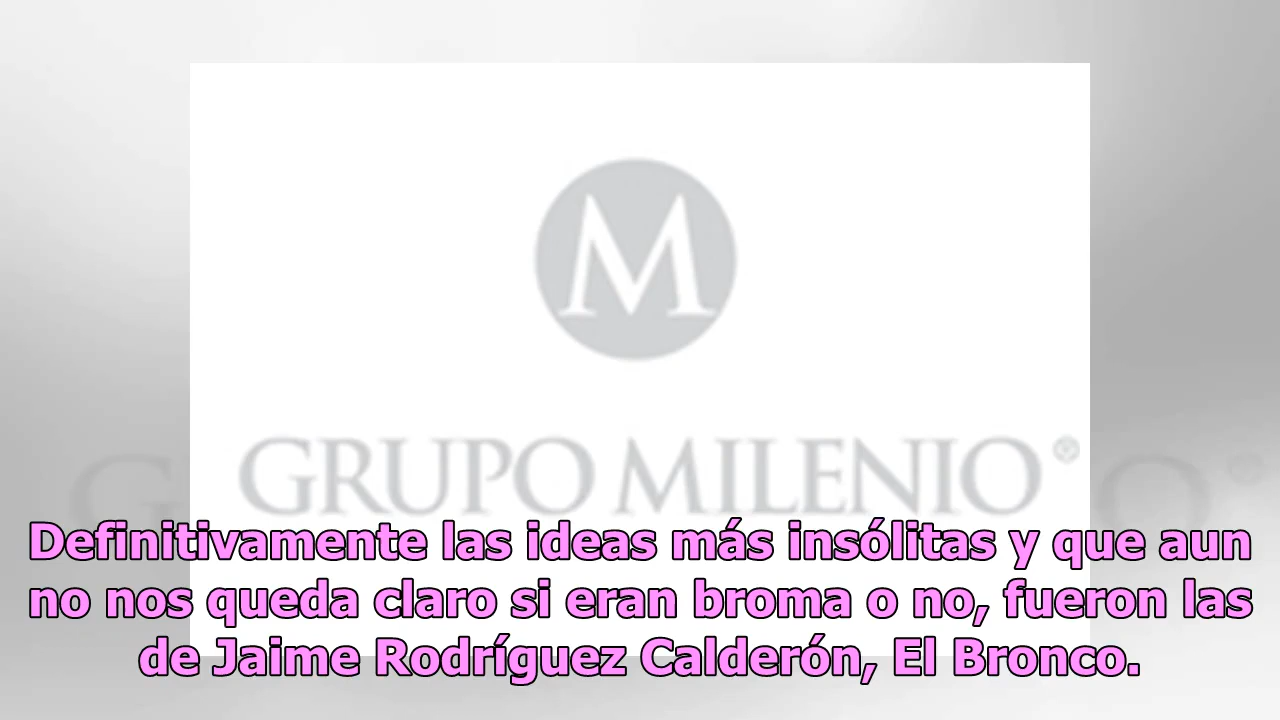 M
GRUPO MILENIO®
Definitivamente las ideas más insólitas y que aun
no nos queda claro si eran broma o no, fueron las
de Jaime Rodríguez Calderón, El Bronco.